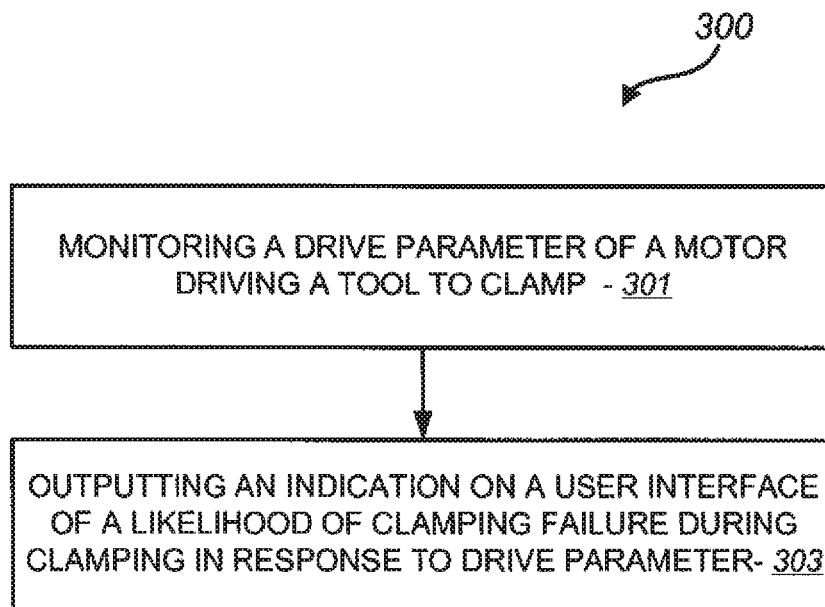 300
MONITORING A DRIVE PARAMETER OF A MOTOR
DRIVING A TOOL TO CLAMP - 301
OUTPUTTING AN INDICATION ON A USER INTERFACE
OF A LIKELIHOOD OF CLAMPING FAILURE DURING
CLAMPING IN RESPONSE TO DRIVE PARAMETER- 303